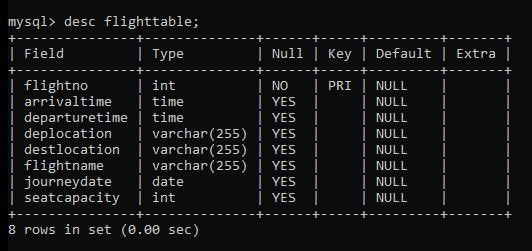 mysql> desc flighttable;
+---------------+--------------+------+-----+---------+-------+
| Field         | Type         | Null | Key | Default | Extra |
+---------------+--------------+------+-----+---------+-------+
| flightno      | int          | NO   | PRI | NULL    |       |
| arrivaltime   | time         | YES  |     | NULL    |       |
| departuretime | time         | YES  |     | NULL    |       |
| deplocation   | varchar(255) | YES  |     | NULL    |       |
| destlocation  | varchar(255) | YES  |     | NULL    |       |
| flightname    | varchar(255) | YES  |     | NULL    |       |
| journeydate   | date         | YES  |     | NULL    |       |
| seatcapacity  | int          | YES  |     | NULL    |       |
+---------------+--------------+------+-----+---------+-------+
8 rows in set (0.00 sec)